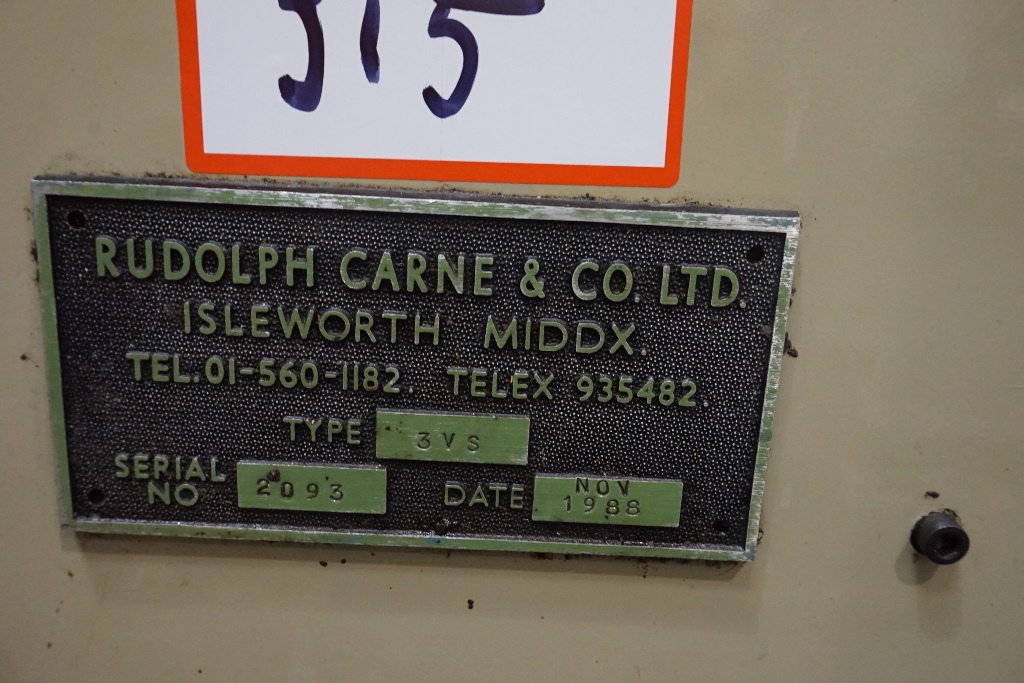 315
RUDOLPH CARNE & CO. LTD.
ISLEWORTH MIDDX.
TEL. 01-560-1182. TELEX 935482.
TYPE 3VS
SERIAL NO 2093
DATE NOV 1988